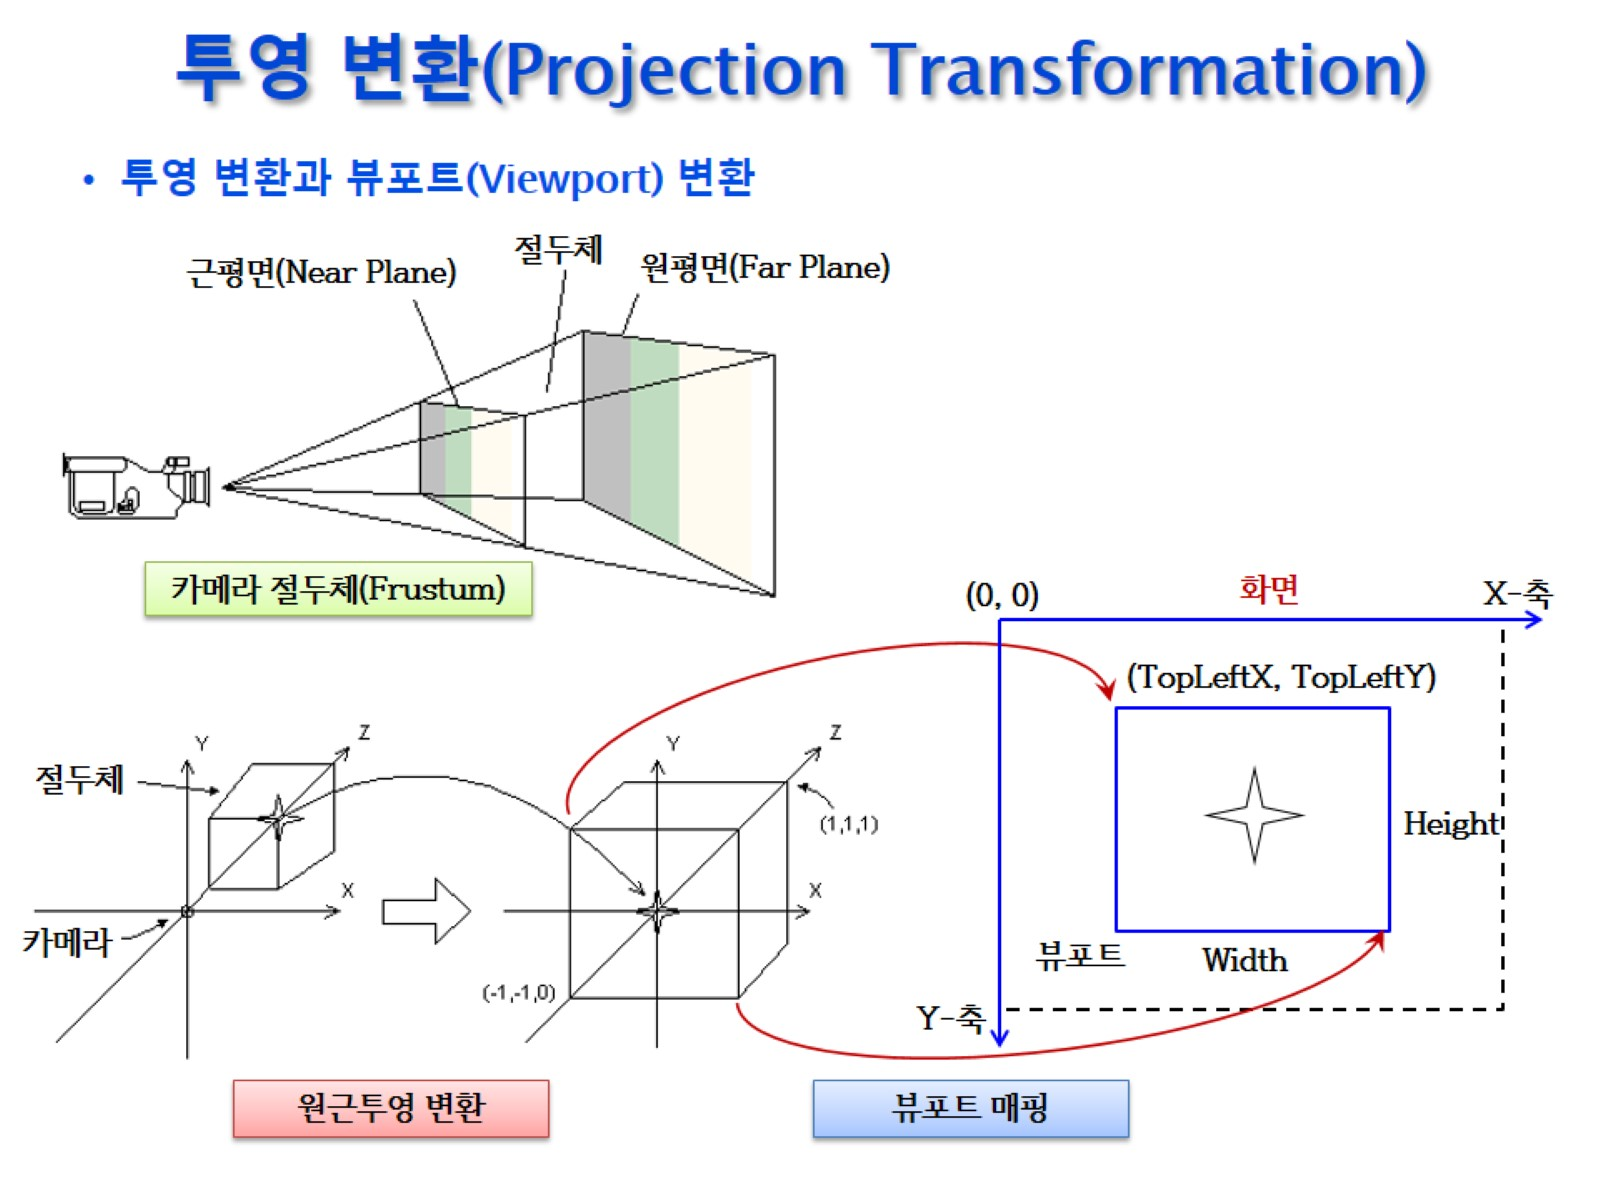 투영 변환(Projection Transformation)
• 투영 변환과 뷰포트(Viewport) 변환
절두체
근평면(Near Plane)
원평면(Far Plane)
카메라 절두체(Frustum)
(0, 0)
화면
X-축
(TopLeftX, TopLeftY)
Height
뷰포트
Width
Y-축
절두체
Y
Z
X
카메라
Y
Z
(1,1,1)
X
(-1,-1,0)
원근투영 변환
뷰포트 매핑